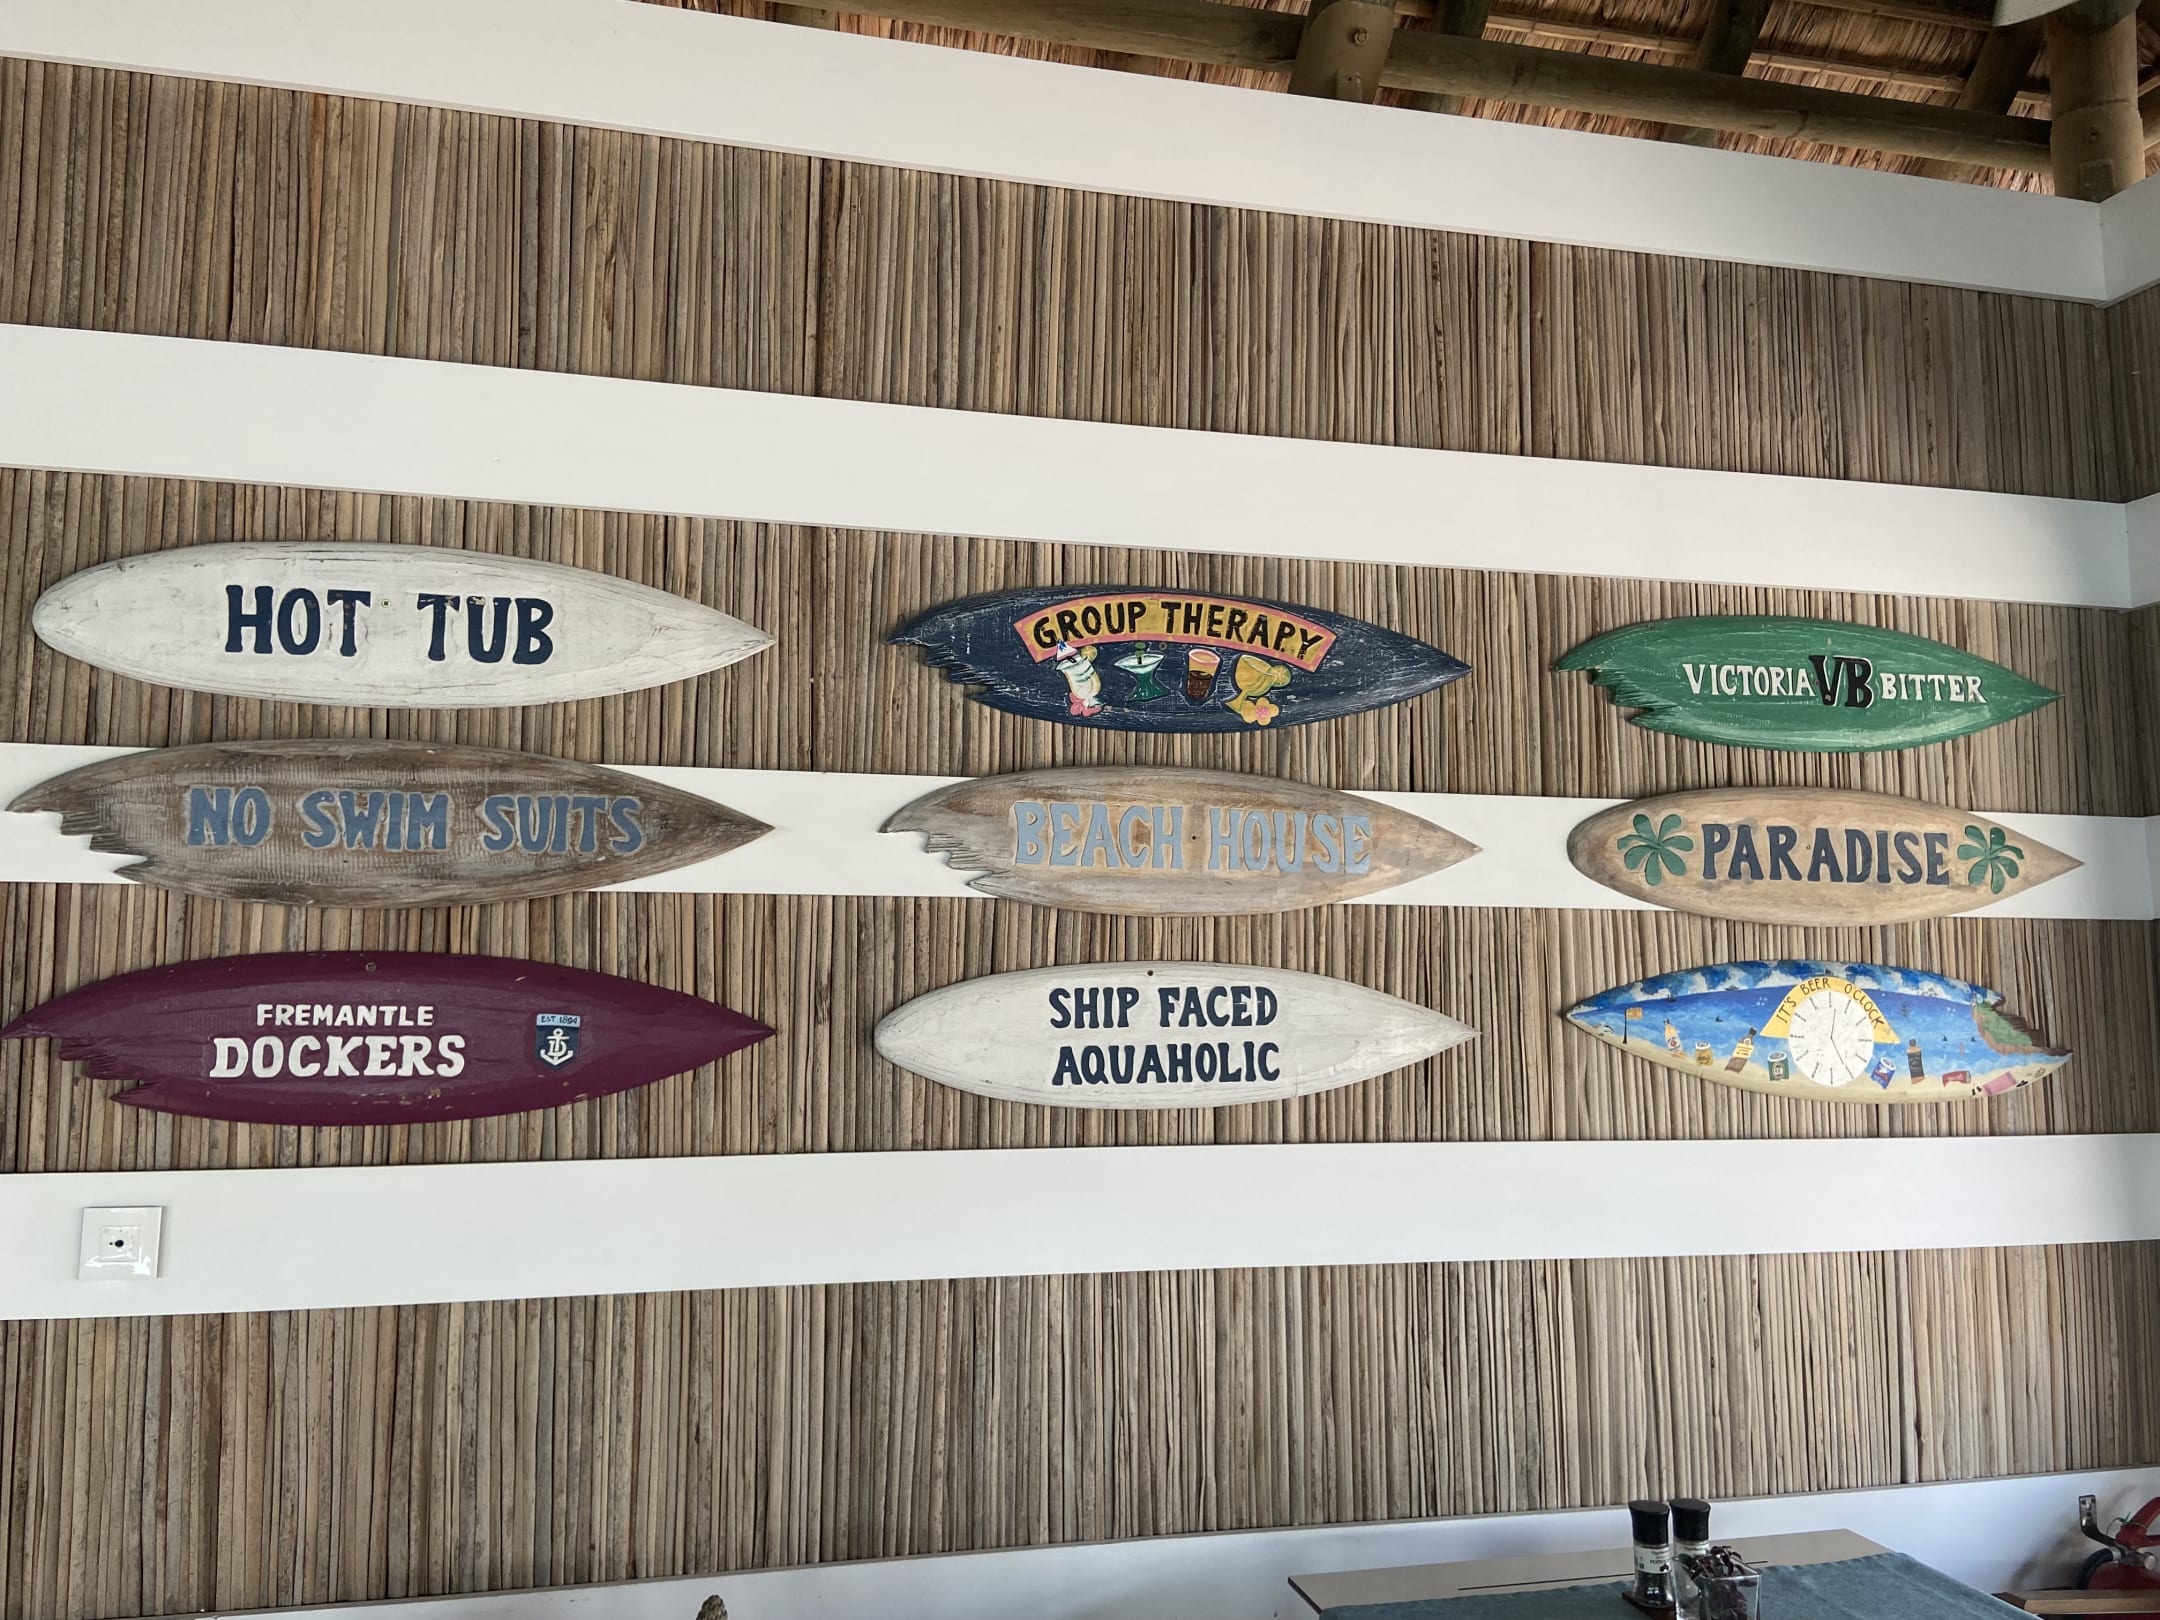 HOT TUB
GROUP THERAPY
VICTORIA VB BITTER
NO SWIM SUITS
BEACH HOUSE
PARADISE
FREMANTLE
DOCKERS
EST 1894
SHIP FACED
AQUAHOLIC
IT'S BEER O'CLOCK